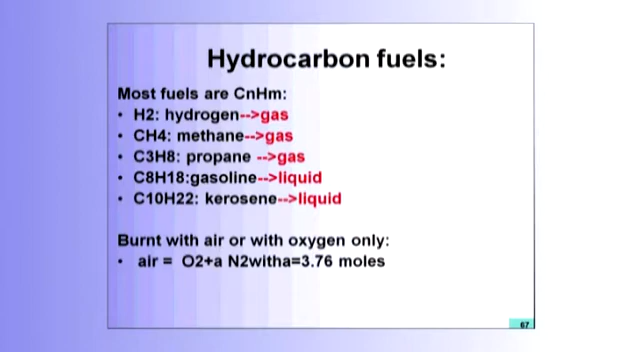 Hydrocarbon fuels:
Most fuels are CnHm:
• H2: hydrogen-->gas
• CH4: methane-->gas
• C3H8: propane -->gas
• C8H18:gasoline-->liquid
• C10H22: kerosene-->liquid
Burnt with air or with oxygen only:
• air = O2+a N2witha=3.76 moles
67